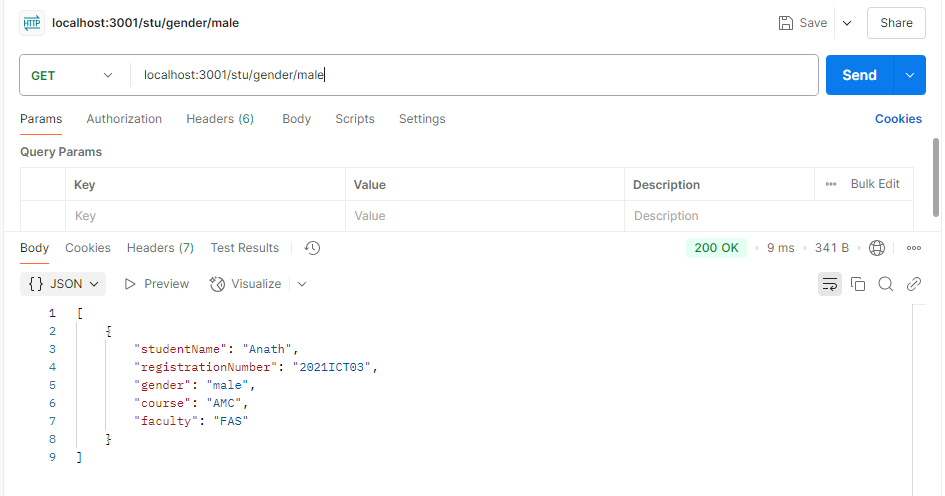 HTTP localhost:3001/stu/gender/male Save Share
GET localhost:3001/stu/gender/male Send
Params Authorization Headers (6) Body Scripts Settings Cookies
Query Params
Key Value Description ••• Bulk Edit
Key Value Description
Body Cookies Headers (7) Test Results 200 OK • 9 ms • 341 B • •••
{} JSON Preview Visualize
1 [
2 {
3 "studentName": "Anath",
4 "registrationNumber": "2021ICT03",
5 "gender": "male",
6 "course": "AMC",
7 "faculty": "FAS"
8 }
9 ]